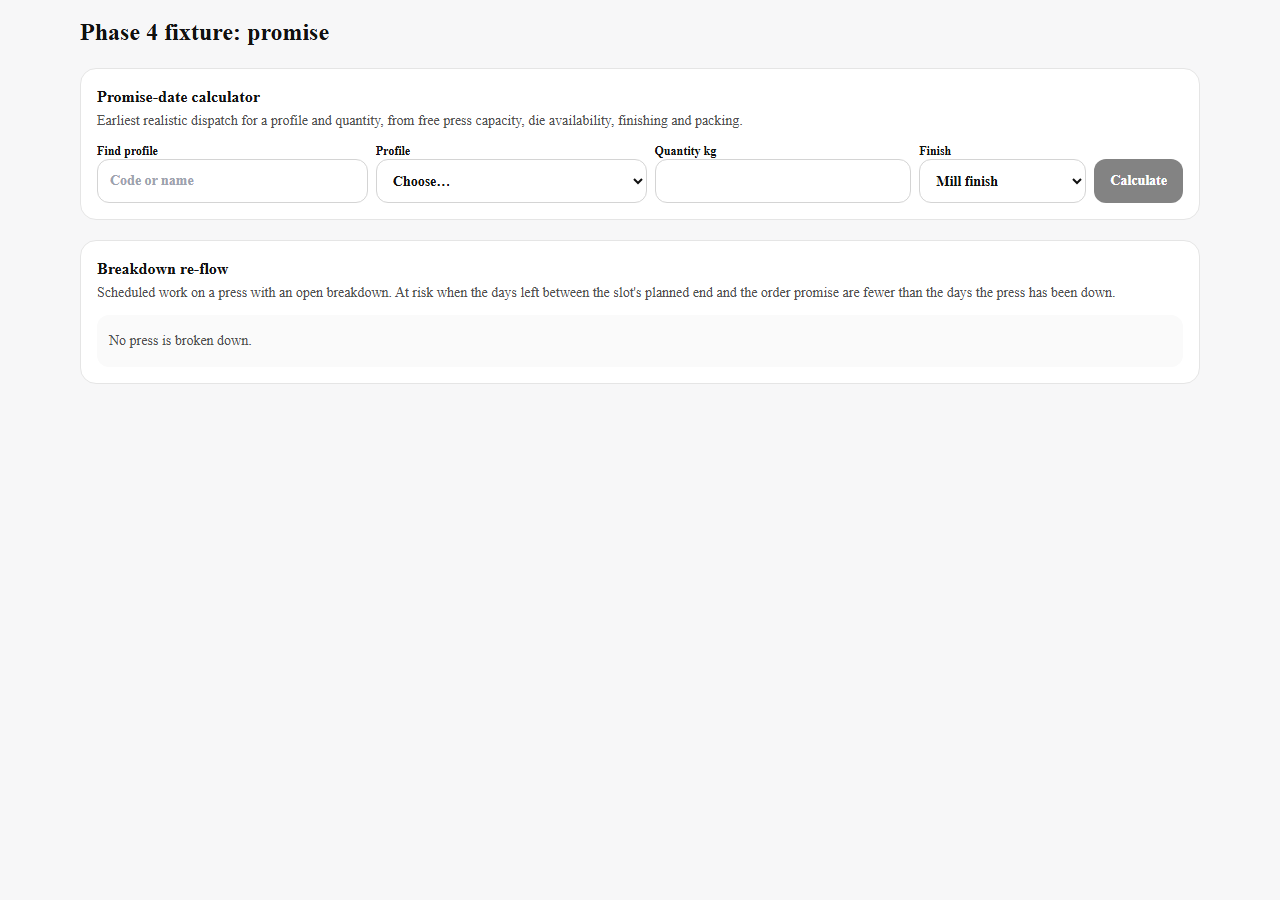 Phase 4 fixture: promise
Promise-date calculator
Earliest realistic dispatch for a profile and quantity, from free press capacity, die availability, finishing and packing.
Find profile
Profile
Quantity kg
Finish
Code or name
Choose…
Mill finish
Calculate
Breakdown re-flow
Scheduled work on a press with an open breakdown. At risk when the days left between the slot's planned end and the order promise are fewer than the days the press has been down.
No press is broken down.